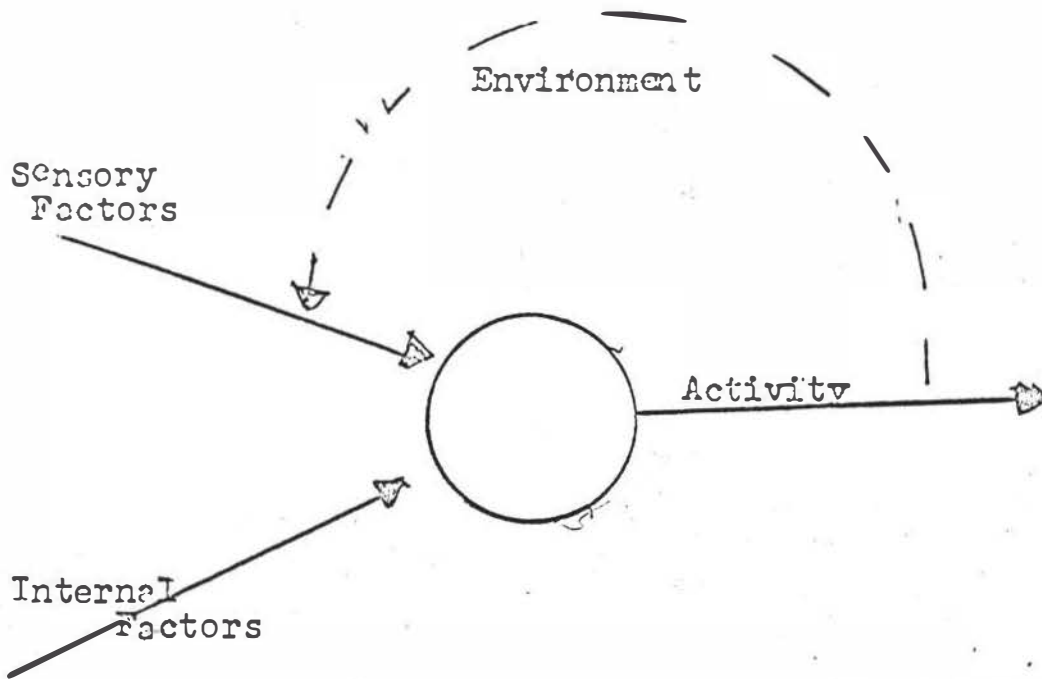 Environment
Sensory
Factors
Activity
Internal
Factors